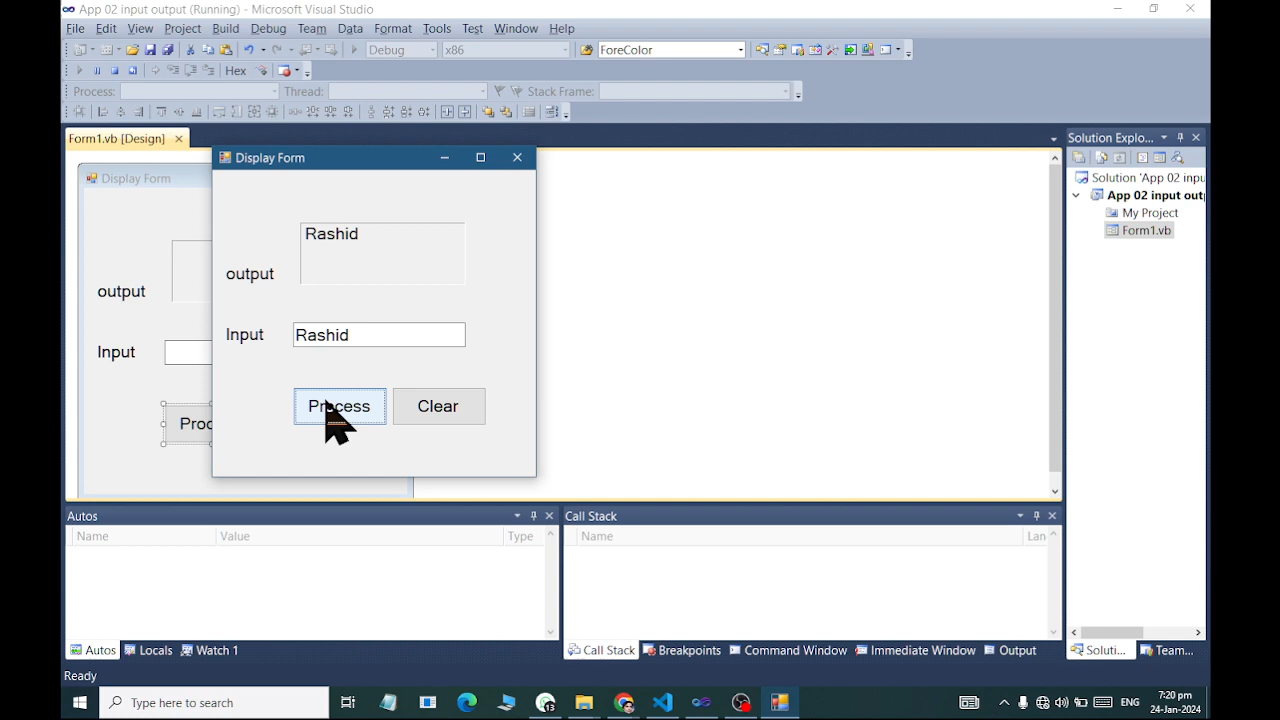 App 02 input output (Running) - Microsoft Visual Studio
File Edit View Project Build Debug Team Data Format Tools Test Window Help
Debug x86 ForeColor
Hex
Process: Thread: Stack Frame:
Form1.vb [Design]
Display Form
output
Input
Display Form
Rashid
output
Input Rashid
Process Clear
Solution Explo...
Solution 'App 02 inpu
App 02 input out
My Project
Form1.vb
Autos
Name Value Type
Call Stack
Name Lan
Autos Locals Watch 1
Call Stack Breakpoints Command Window Immediate Window Output
Soluti... Team...
Ready
Type here to search
ENG
7:20 pm
24-Jan-2024